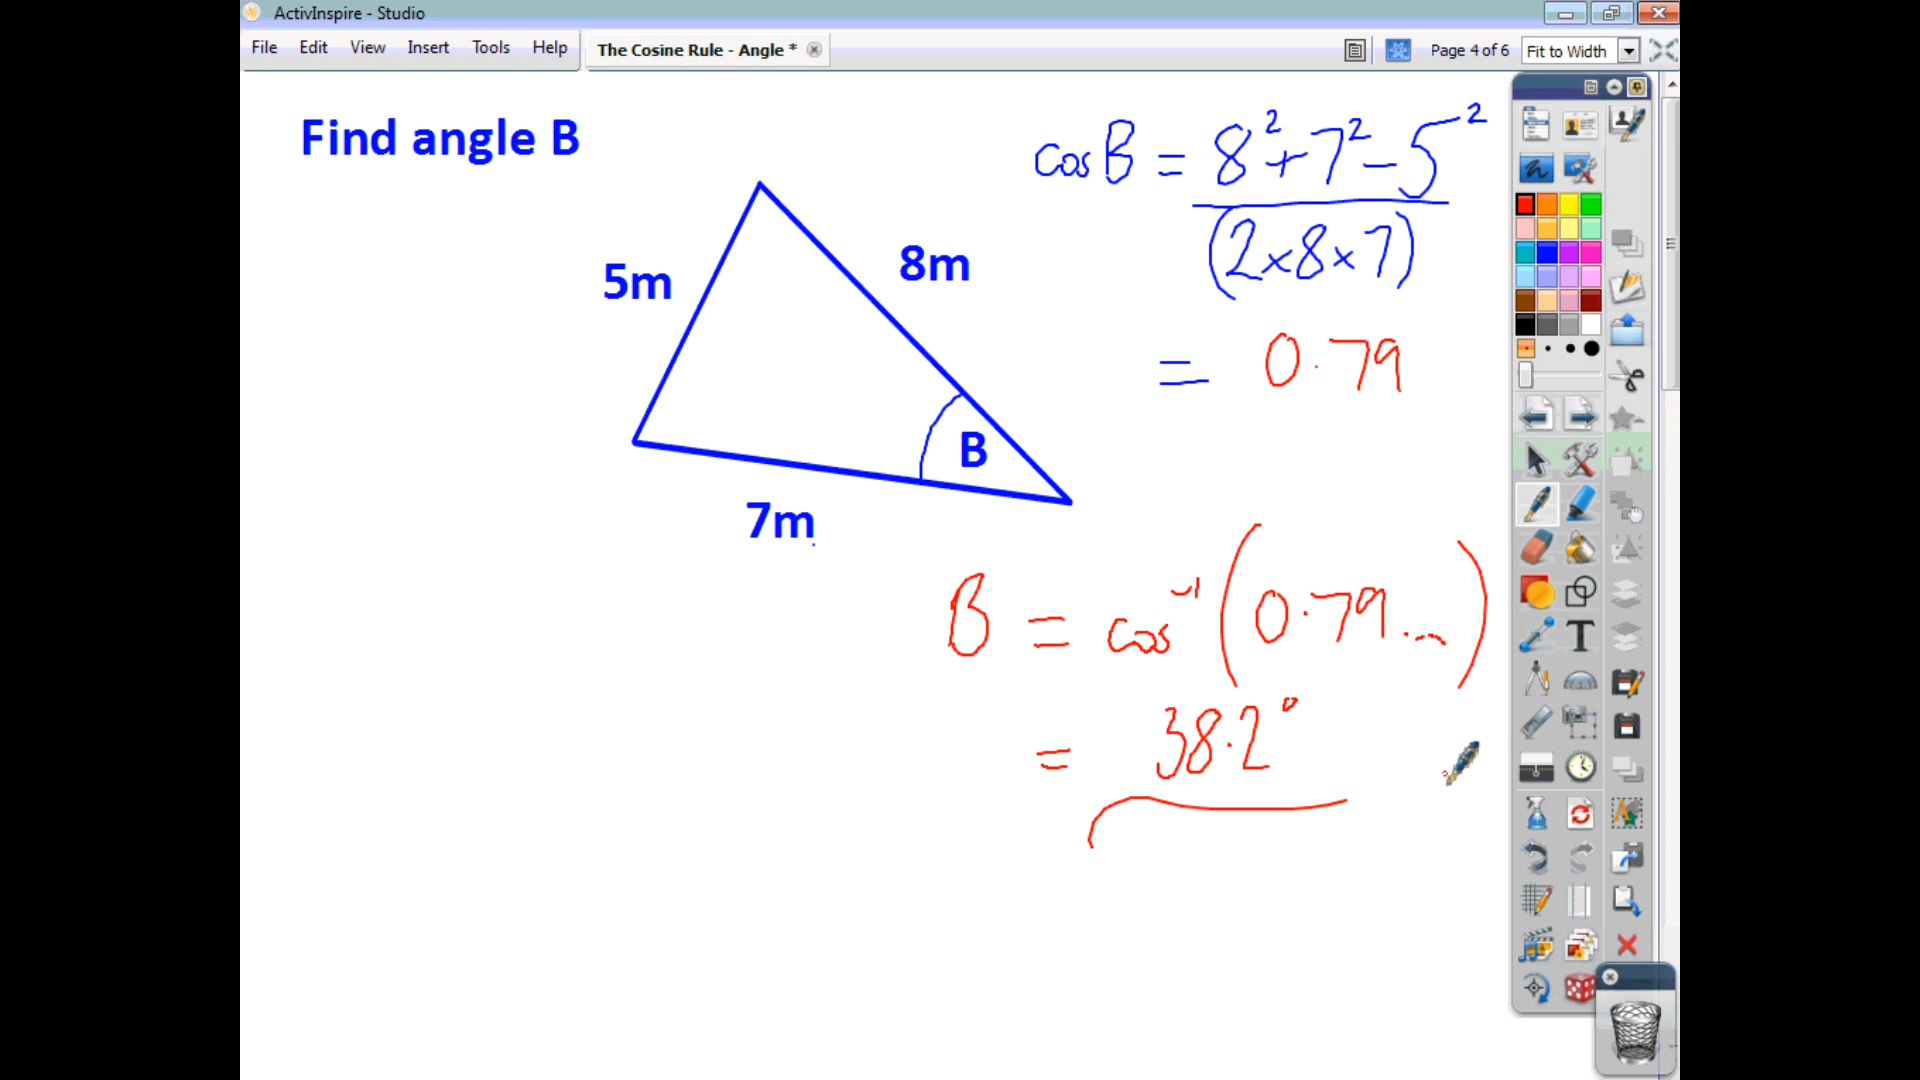 ActivInspire - Studio
File Edit View Insert Tools Help
The Cosine Rule - Angle *
Page 4 of 6
Fit to Width
Find angle B
5m
8m
B
7m
cos B = 8² + 7² - 5²
(2 × 8 × 7)
= 0.79
B = cos⁻¹ (0.79...)
= 38.2°
T